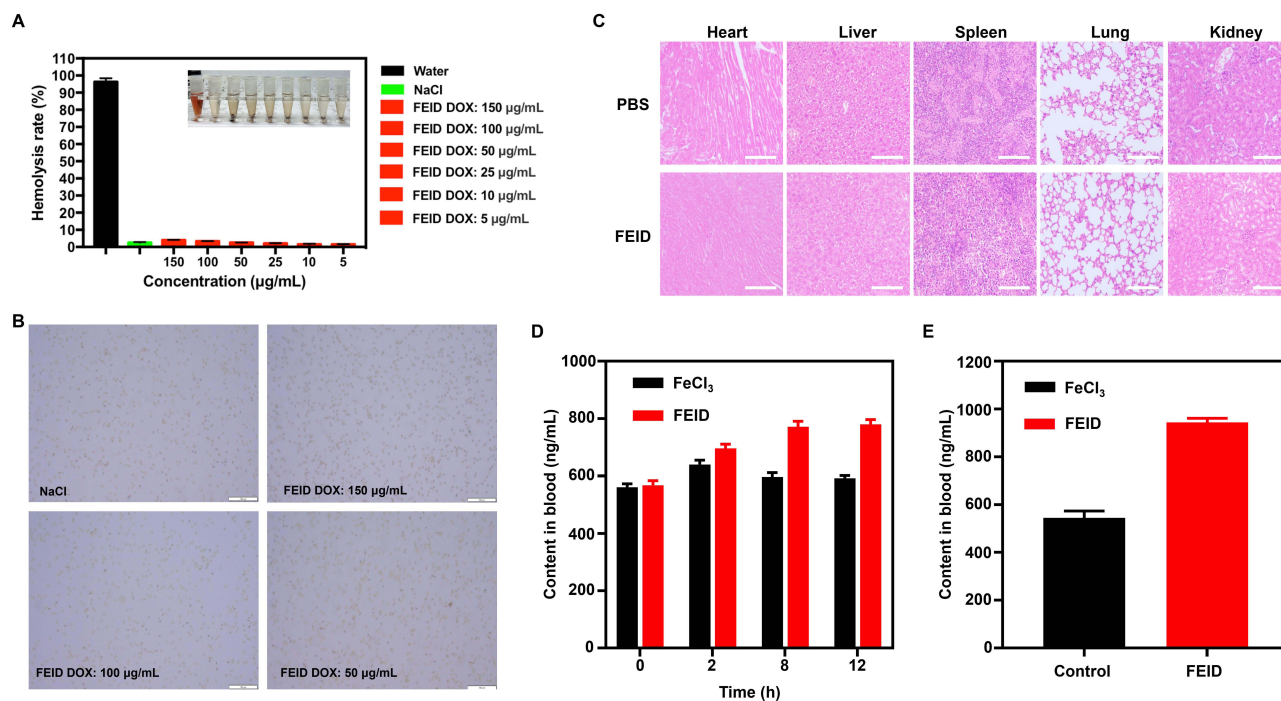 A
Hemolysis rate (%)
110
100
90
80
70
60
50
40
30
20
10
0
150 100 50 25 10 5
Concentration (µg/mL)
Water
NaCl
FEID DOX: 150 µg/mL
FEID DOX: 100 µg/mL
FEID DOX: 50 µg/mL
FEID DOX: 25 µg/mL
FEID DOX: 10 µg/mL
FEID DOX: 5 µg/mL
B
NaCl
FEID DOX: 150 µg/mL
FEID DOX: 100 µg/mL
FEID DOX: 50 µg/mL
C
Heart Liver Spleen Lung Kidney
PBS
FEID
D
Content in blood (ng/mL)
1000
800
600
400
200
0
FeCl₃
FEID
0 2 8 12
Time (h)
E
Content in blood (ng/mL)
1200
1000
800
600
400
200
0
FeCl₃
FEID
Control FEID